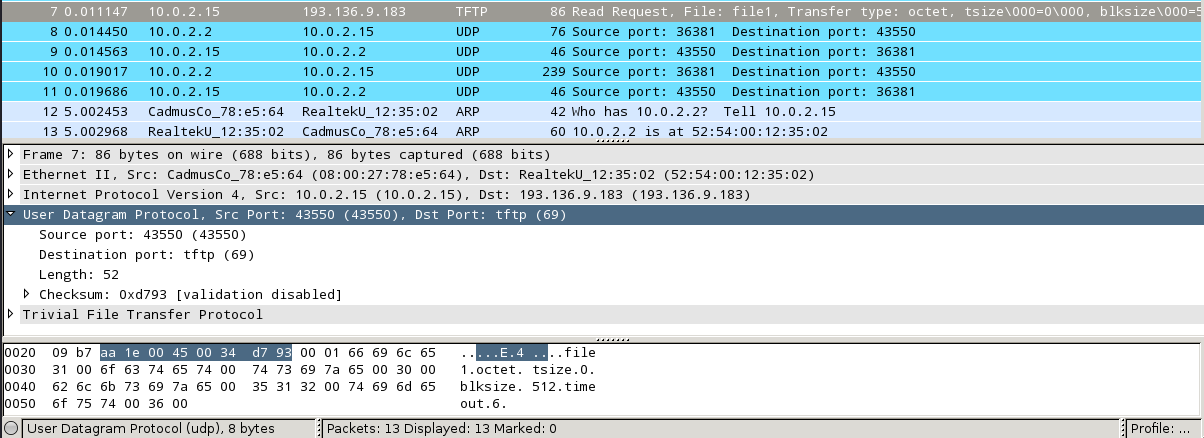 7 0.011147 10.0.2.15 193.136.9.183 TFTP 86 Read Request, File: file1, Transfer type: octet, tsize\000=0\000, blksize\000=5
8 0.014450 10.0.2.2 10.0.2.15 UDP 76 Source port: 36381 Destination port: 43550
9 0.014563 10.0.2.15 10.0.2.2 UDP 46 Source port: 43550 Destination port: 36381
10 0.019017 10.0.2.2 10.0.2.15 UDP 239 Source port: 36381 Destination port: 43550
11 0.019686 10.0.2.15 10.0.2.2 UDP 46 Source port: 43550 Destination port: 36381
12 5.002453 CadmusCo_78:e5:64 RealtekU_12:35:02 ARP 42 Who has 10.0.2.2? Tell 10.0.2.15
13 5.002968 RealtekU_12:35:02 CadmusCo_78:e5:64 ARP 60 10.0.2.2 is at 52:54:00:12:35:02
Frame 7: 86 bytes on wire (688 bits), 86 bytes captured (688 bits)
Ethernet II, Src: CadmusCo_78:e5:64 (08:00:27:78:e5:64), Dst: RealtekU_12:35:02 (52:54:00:12:35:02)
Internet Protocol Version 4, Src: 10.0.2.15 (10.0.2.15), Dst: 193.136.9.183 (193.136.9.183)
User Datagram Protocol, Src Port: 43550 (43550), Dst Port: tftp (69)
Source port: 43550 (43550)
Destination port: tftp (69)
Length: 52
Checksum: 0xd793 [validation disabled]
Trivial File Transfer Protocol
0020 09 b7 aa 1e 00 45 00 34 d7 93 00 01 66 69 6c 65 .....E.4 ....file
0030 31 00 6f 63 74 65 74 00 74 73 69 7a 65 00 30 00 1.octet. tsize.0.
0040 62 6c 6b 73 69 7a 65 00 35 31 32 00 74 69 6d 65 blksize. 512.time
0050 6f 75 74 00 36 00 out.6.
User Datagram Protocol (udp), 8 bytes Packets: 13 Displayed: 13 Marked: 0 Profile: ...